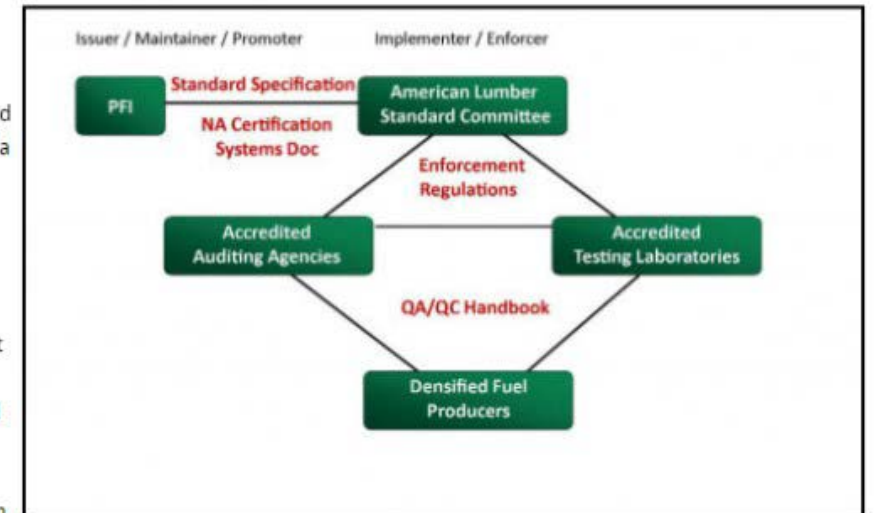 Issuer / Maintainer / Promoter
Implementer / Enforcer
PFI
Standard Specification
NA Certification
Systems Doc
American Lumber
Standard Committee
Enforcement
Regulations
Accredited
Auditing Agencies
Accredited
Testing Laboratories
QA/QC Handbook
Densified Fuel
Producers